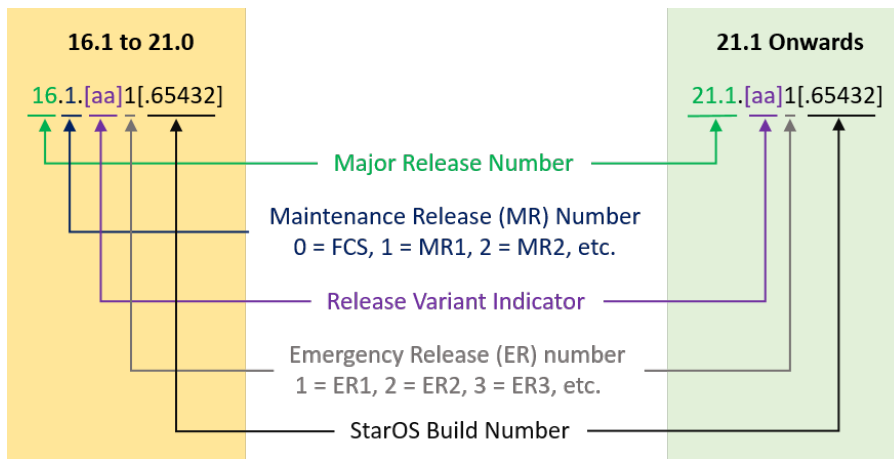 16.1 to 21.0
21.1 Onwards
16.1.[aa]1[.65432]
21.1.[aa]1[.65432]
Major Release Number
Maintenance Release (MR) Number
0 = FCS, 1 = MR1, 2 = MR2, etc.
Release Variant Indicator
Emergency Release (ER) number
1 = ER1, 2 = ER2, 3 = ER3, etc.
StarOS Build Number